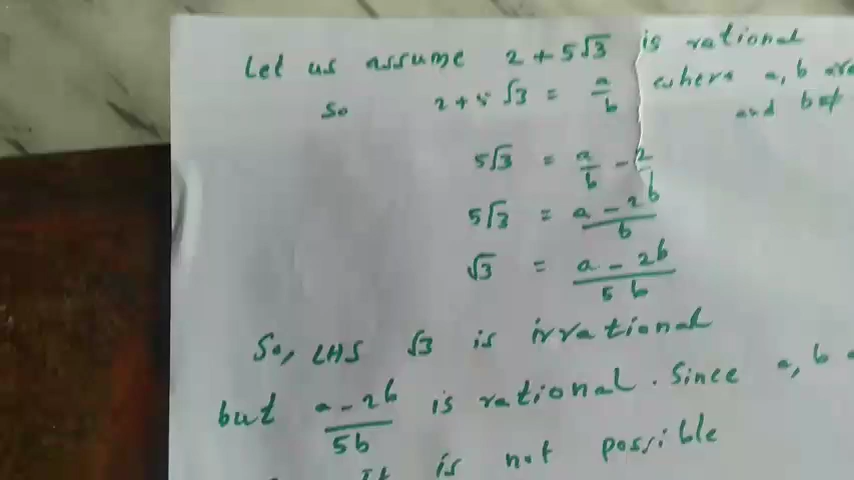 Let us assume 2 + 5√3 is rational
So 2 + 5√3 = a/b where a, b are
and b≠
5√3 = a/b - 2/1
5√3 = a - 2b / b
√3 = a - 2b / 5b
So, LHS √3 is irrational
but a - 2b / 5b is rational. Since a, b
It is not possible